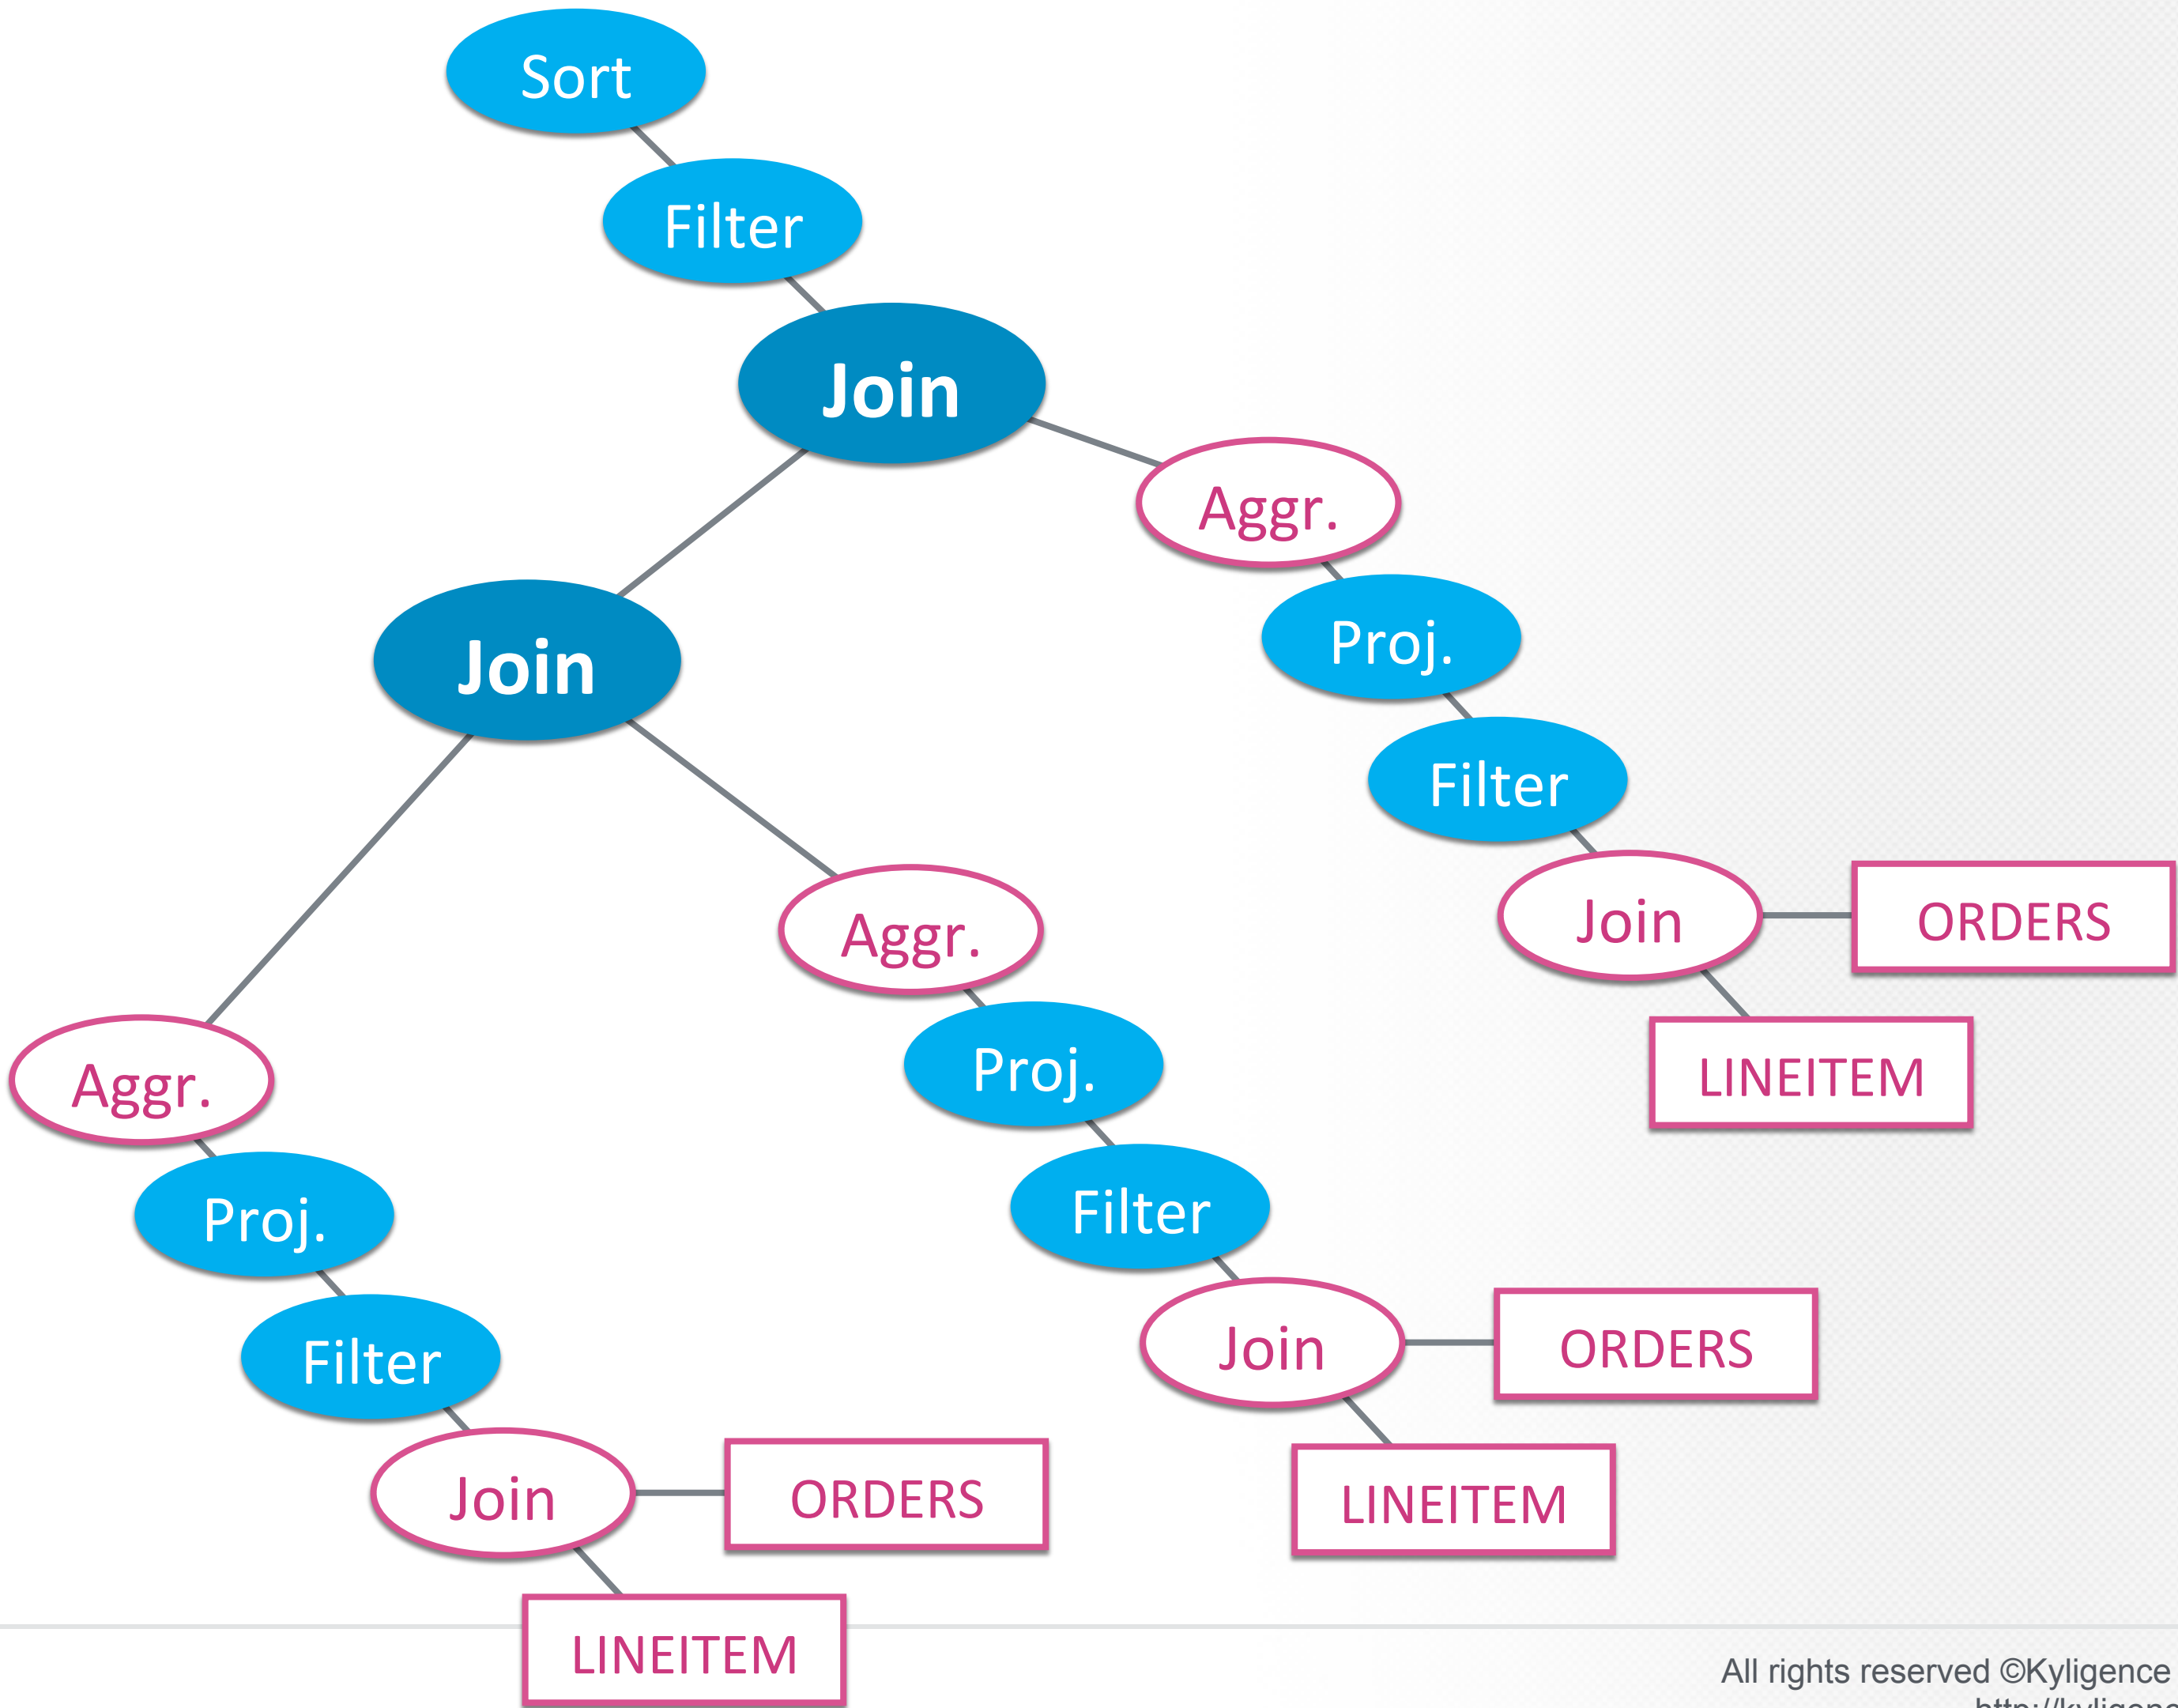 Sort
Filter
Join
Aggr.
Join
Proj.
Filter
Aggr.
Join
ORDERS
Aggr.
Proj.
LINEITEM
Proj.
Filter
Filter
Join
ORDERS
Join
ORDERS
LINEITEM
LINEITEM
All rights reserved ©Kyligence